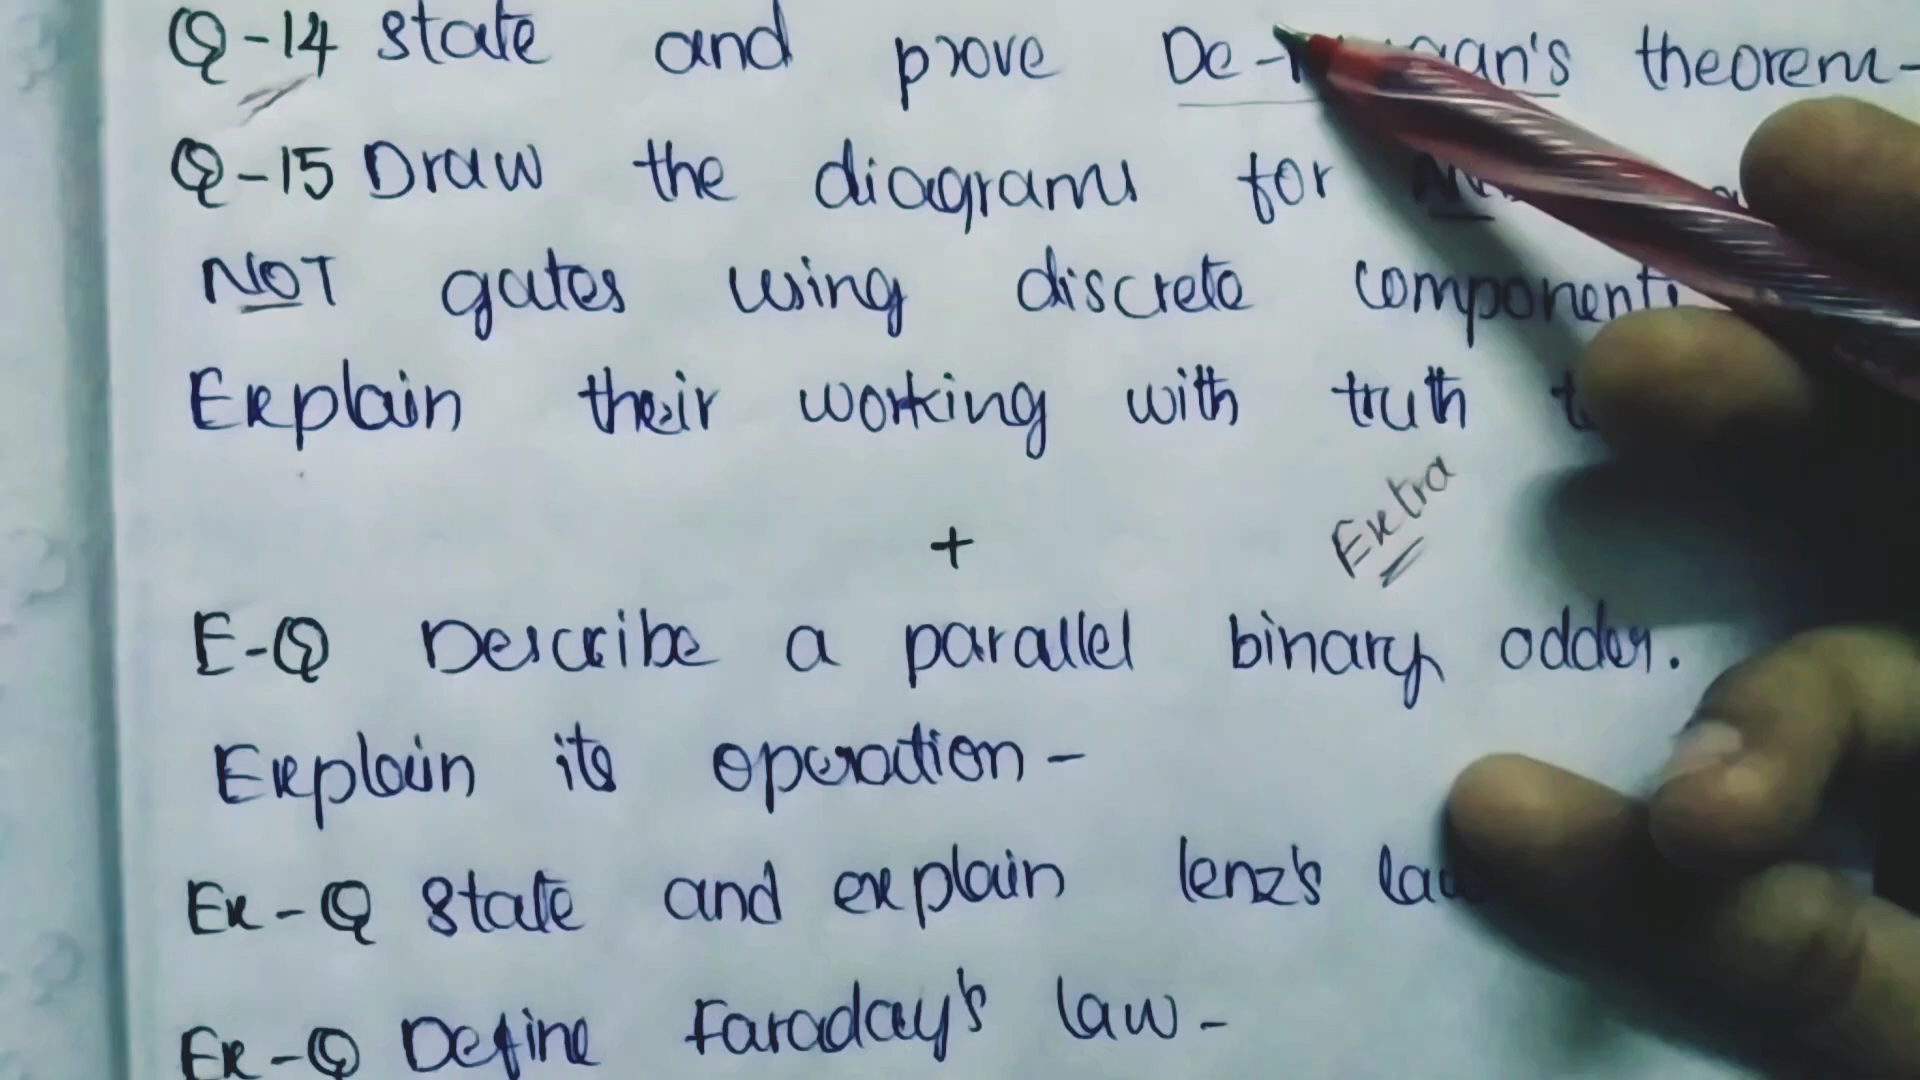 Q-14 State and prove De- theorem-
Q-15 Draw the diagrams for
NOT gates using discrete
Explain their working with truth
+ Extra
E-Q Describe a parallel binary adder.
Explain its operation-
Ex-Q State and explain lenz's
Ex-Q Define Faraday's law-